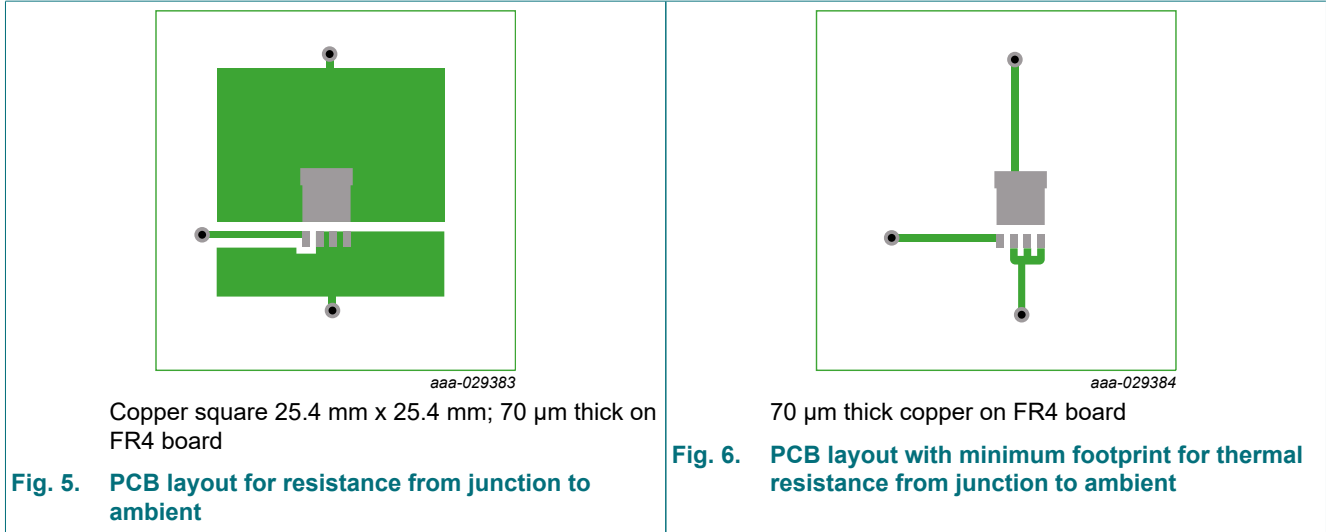 aaa-029383
Copper square 25.4 mm x 25.4 mm; 70 μm thick on
FR4 board
Fig. 5. PCB layout for resistance from junction to
ambient
aaa-029384
70 μm thick copper on FR4 board
Fig. 6. PCB layout with minimum footprint for thermal
resistance from junction to ambient